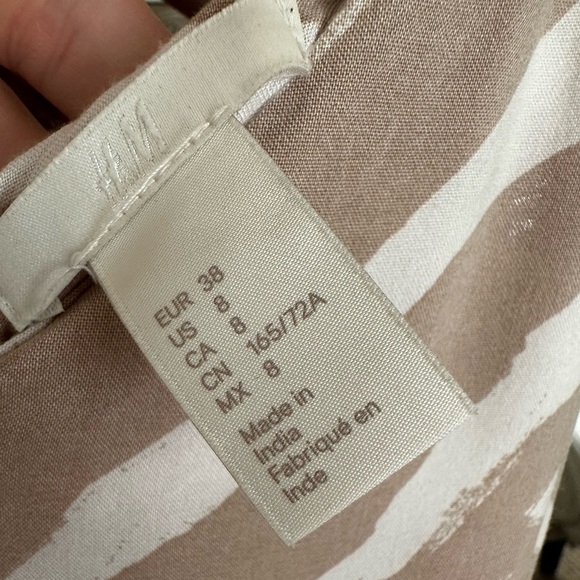 H&M
EUR 38
US 8
CA 8
CN 165/72A
MX 8
Made in
India
Fabriqué en
Inde